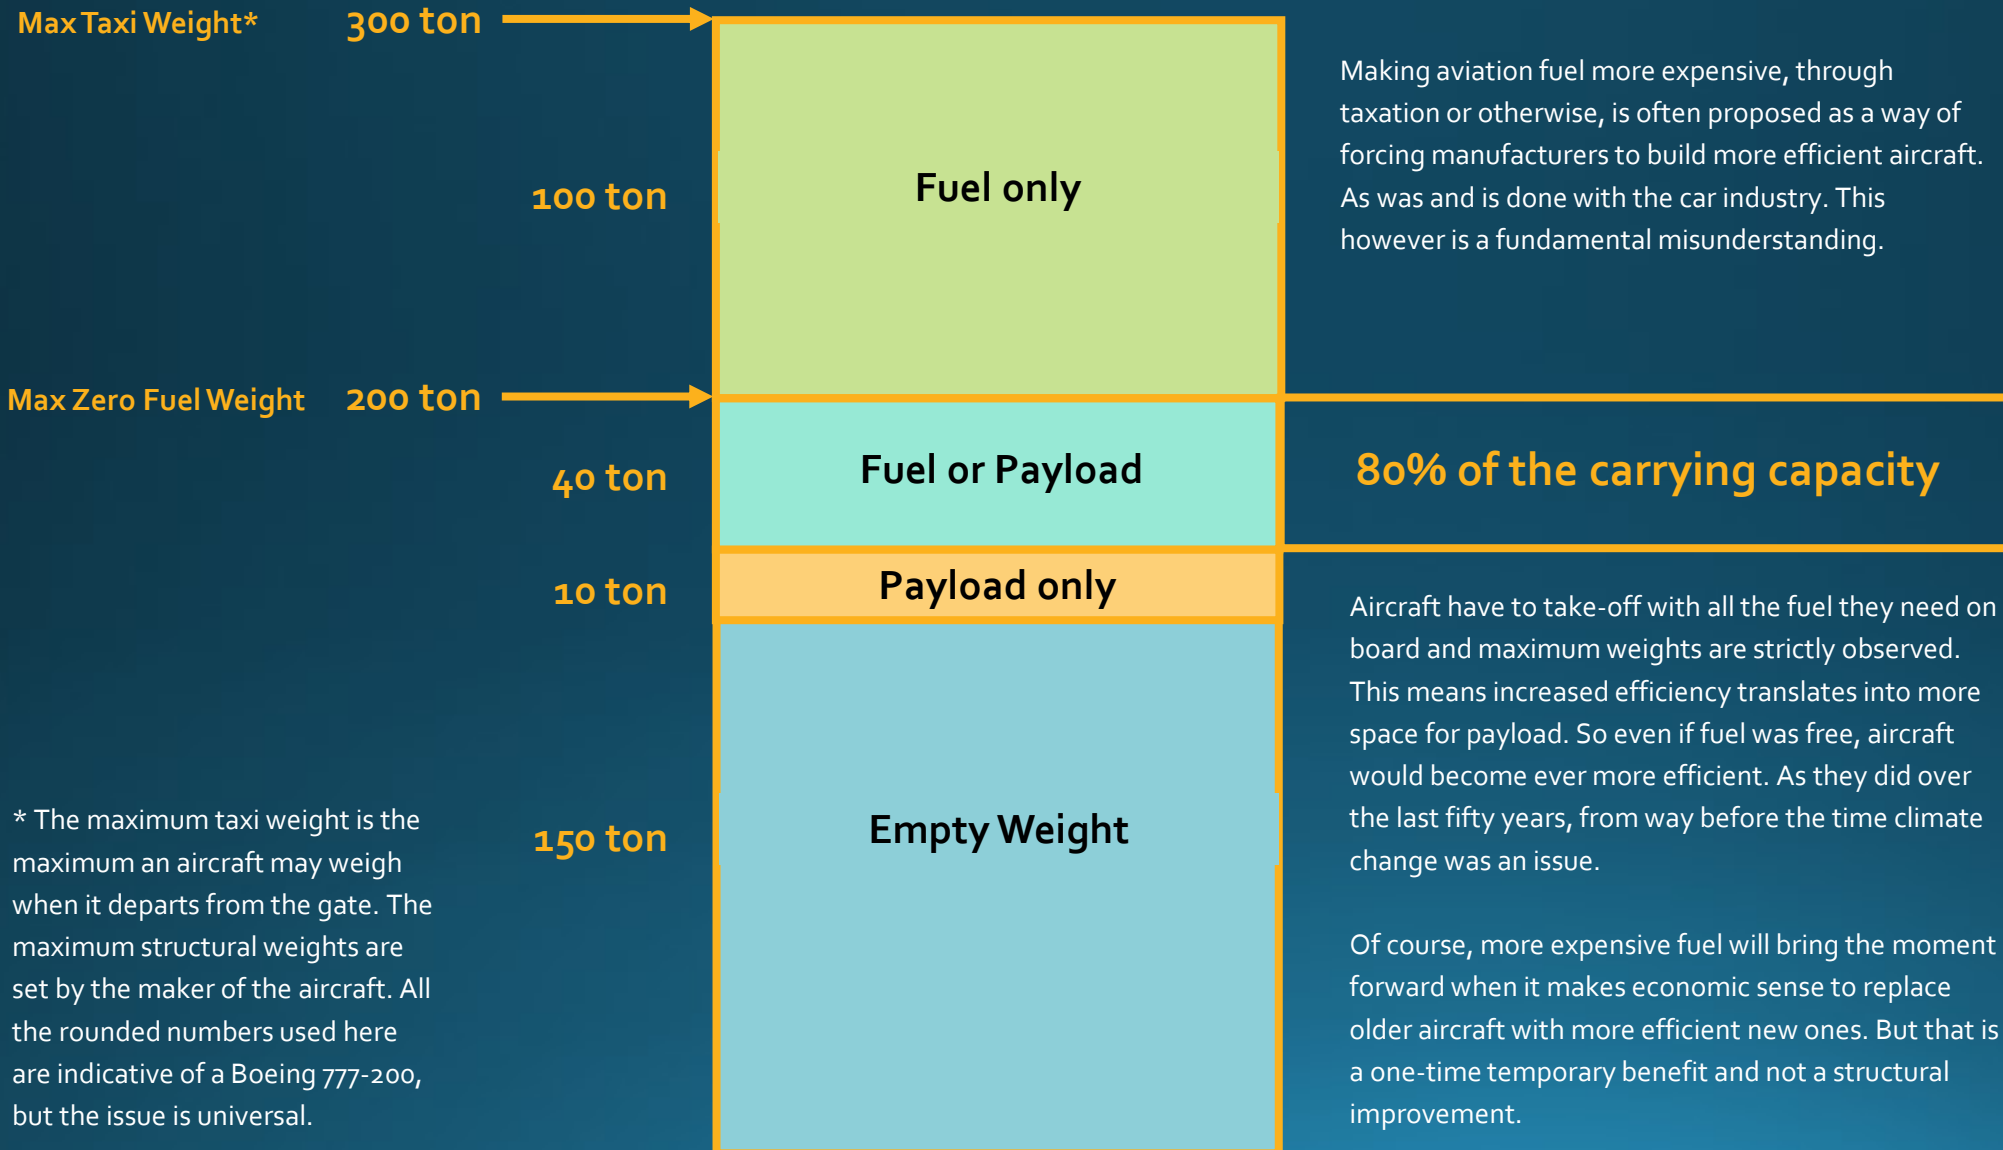 Max Taxi Weight* 300 ton
Making aviation fuel more expensive, through
taxation or otherwise, is often proposed as a way of
forcing manufacturers to build more efficient aircraft.
As was and is done with the car industry. This
however is a fundamental misunderstanding.
100 ton
Fuel only
Max Zero Fuel Weight 200 ton
40 ton
Fuel or Payload
80% of the carrying capacity
10 ton
Payload only
Aircraft have to take-off with all the fuel they need on
board and maximum weights are strictly observed.
This means increased efficiency translates into more
space for payload. So even if fuel was free, aircraft
would become ever more efficient. As they did over
the last fifty years, from way before the time climate
change was an issue.
150 ton
Empty Weight
* The maximum taxi weight is the
maximum an aircraft may weigh
when it departs from the gate. The
maximum structural weights are
set by the maker of the aircraft. All
the rounded numbers used here
are indicative of a Boeing 777-200,
but the issue is universal.
Of course, more expensive fuel will bring the moment
forward when it makes economic sense to replace
older aircraft with more efficient new ones. But that is
a one-time temporary benefit and not a structural
improvement.